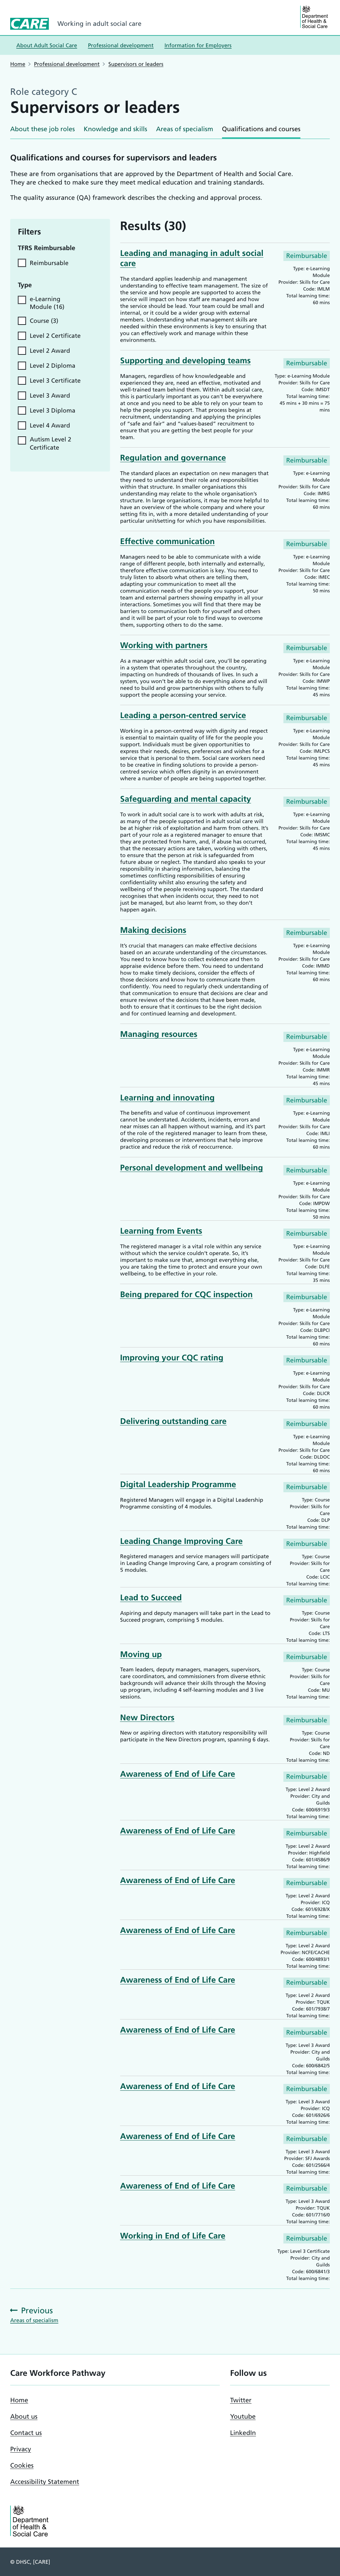 CARE
Working in adult social care
Department
of Health &
Social Care
About Adult Social Care
Professional development
Information for Employers
Home > Professional development > Supervisors or leaders
Role category C
Supervisors or leaders
About these job roles
Knowledge and skills
Areas of specialism
Qualifications and courses
Qualifications and courses for supervisors and leaders
These are from organisations that are approved by the Department of Health and Social Care.
They are checked to make sure they meet medical education and training standards.
The quality assurance (QA) framework describes the checking and approval process.
Filters
TFRS Reimbursable
Reimbursable
Type
e-Learning
Module (16)
Course (3)
Level 2 Certificate
Level 2 Award
Level 2 Diploma
Level 3 Certificate
Level 3 Award
Level 3 Diploma
Level 4 Award
Autism Level 2
Certificate
Results (30)
Leading and managing in adult social
care
The standard applies leadership and management
understanding to effective team management. The size of
the service and how people are supported to access the
service will impact on how staff are managed and how
work is allocated. How this will be done could be mainly
internal, or it could be a wider group with external
influences. Understanding management skills are
needed within these environments is key to ensuring that
you can effectively work and manage within these
environments.
Reimbursable
Type: e-Learning
Module
Provider: Skills for Care
Code: IMLM
Total learning time:
60 mins
Supporting and developing teams
Managers, regardless of how knowledgeable and
experienced they are, need an effective, motivated and
well-trained team behind them. Within adult social care,
this is particularly important as you can't be everywhere
at once and you rely on your team to deliver care and
help the people you support. That process begins at
recruitment, understanding and applying the principles
of "safe and fair" and "values-based" recruitment to
ensure that you are getting the best people for your
team.
Reimbursable
Type: e-Learning Module
Provider: Skills for Care
Code: IMSDT
Total learning time:
45 mins + 30 mins = 75
mins
Regulation and governance
The standard places an expectation on new managers that
they need to understand their role and responsibilities
within that structure. In smaller organisations this
understanding may relate to the whole organisation's
structure. In large corporations, it may be more helpful to
have an overview of the whole company and where your
setting fits in, with a more detailed understanding of your
particular unit/setting for which you have responsibilities.
Reimbursable
Type: e-Learning
Module
Provider: Skills for Care
Code: IMRG
Total learning time:
60 mins
Effective communication
Managers need to be able to communicate with a wide
range of different people, both internally and externally,
therefore effective communication is key. You need to
truly listen to absorb what others are telling them,
adapting communication to meet all the
communication needs of the people you support, your
team and external partners showing empathy in all your
interactions. Sometimes you will find that there may be
barriers to communication both for yourself and others
and it will be part of your role to find ways to overcome
them, supporting others to do the same.
Reimbursable
Type: e-Learning
Module
Provider: Skills for Care
Code: IMEC
Total learning time:
50 mins
Working with partners
As a manager within adult social care, you'll be operating
in a system that operates throughout the country,
impacting on hundreds of thousands of lives. In such a
system, you won't be able to do everything alone and will
need to build and grow partnerships with others to fully
support the people accessing your service.
Reimbursable
Type: e-Learning
Module
Provider: Skills for Care
Code: IMWP
Total learning time:
45 mins
Leading a person-centred service
Working in a person-centred way with dignity and respect
is essential to maintain quality of life for the people you
support. Individuals must be given opportunities to
express their needs, desires, preferences and wishes for a
service that is personal to them. Social care workers need
to be creative in finding solutions to provide a person-
centred service which offers dignity in an environment
where a number of people are being supported together.
Reimbursable
Type: e-Learning
Module
Provider: Skills for Care
Code: IMLPCS
Total learning time:
45 mins
Safeguarding and mental capacity
To work in adult social care is to work with adults at risk,
as many of the people supported in adult social care will
be at higher risk of exploitation and harm from others. It's
part of your role as a registered manager to ensure that
they are protected from harm, and, if abuse has occurred,
that the necessary actions are taken, working with others,
to reduce or remove the likelihood of any form of
future abuse or neglect. The standard also speaks to your
responsibility in sharing information, balancing the
sometimes conflicting responsibilities of ensuring
confidentiality and in sharing where the safety and
wellbeing of the person receiving support. The standard
recognises that when incidents occur, they need to not
just be managed, but also learned from, so they don't
happen again.
Reimbursable
Type: e-Learning
Module
Provider: Skills for Care
Code: IMSMC
Total learning time:
45 mins
Making decisions
It's crucial that managers can make effective decisions
based on an accurate understanding of the circumstances.
You need to know how to collect evidence and then to
appraise evidence before them. You need to understand
how to make timely decisions, consider the effects of
those decisions and know how to communicate them
confidently. You need to regularly check understanding of
that communication to ensure that decisions are clear and
ensure reviews of those decisions that have been made,
both to ensure that it continues to be the right decision
and for continued learning and development.
Reimbursable
Type: e-Learning
Module
Provider: Skills for Care
Code: IMMD
Total learning time:
60 mins
Managing resources
Reimbursable
Type: e-Learning
Module
Provider: Skills for Care
Code: IMMR
Total learning time:
45 mins
Learning and innovating
The benefits and value of continuous improvement
cannot be understated. Accidents, incidents, errors and
near misses can all happen without warning, and it's part
of the role of the registered manager to learn from these,
developing processes or interventions that help improve
practice and reduce the risk of reoccurrence.
Reimbursable
Type: e-Learning
Module
Provider: Skills for Care
Code: IMLI
Total learning time:
60 mins
Personal development and wellbeing
Reimbursable
Type: e-Learning
Module
Provider: Skills for Care
Code: IMPDW
Total learning time:
50 mins
Learning from Events
The registered manager is a vital role within any service
without which the service couldn't operate. So, it's
important to make sure that, amongst everything else,
you are taking the time to protect and ensure your own
wellbeing, to be effective in your role.
Reimbursable
Type: e-Learning
Module
Provider: Skills for Care
Code: DLFE
Total learning time:
35 mins
Being prepared for CQC inspection
Reimbursable
Type: e-Learning
Module
Provider: Skills for Care
Code: DLBPCI
Total learning time:
60 mins
Improving your CQC rating
Reimbursable
Type: e-Learning
Module
Provider: Skills for Care
Code: DLICR
Total learning time:
60 mins
Delivering outstanding care
Reimbursable
Type: e-Learning
Module
Provider: Skills for Care
Code: DLDOC
Total learning time:
60 mins
Digital Leadership Programme
Registered Managers will engage in a Digital Leadership
Programme consisting of 4 modules.
Reimbursable
Type: Course
Provider: Skills for
Care
Code: DLP
Total learning time:
Leading Change Improving Care
Registered managers and service managers will participate
in Leading Change Improving Care, a program consisting of
5 modules.
Reimbursable
Type: Course
Provider: Skills for
Care
Code: LCIC
Total learning time:
Lead to Succeed
Aspiring and deputy managers will take part in the Lead to
Succeed program, comprising 5 modules.
Reimbursable
Type: Course
Provider: Skills for
Care
Code: LTS
Total learning time:
Moving up
Team leaders, deputy managers, managers, supervisors,
care coordinators, and commissioners from diverse ethnic
backgrounds will advance their skills through the Moving
up program, including 4 self-learning modules and 3 live
sessions.
Reimbursable
Type: Course
Provider: Skills for
Care
Code: MU
Total learning time:
New Directors
New or aspiring directors with statutory responsibility will
participate in the New Directors program, spanning 6 days.
Reimbursable
Type: Course
Provider: Skills for
Care
Code: ND
Total learning time:
Awareness of End of Life Care
Reimbursable
Type: Level 2 Award
Provider: City and
Guilds
Code: 600/6919/3
Total learning time:
Awareness of End of Life Care
Reimbursable
Type: Level 2 Award
Provider: Highfield
Code: 601/4586/9
Total learning time:
Awareness of End of Life Care
Reimbursable
Type: Level 2 Award
Provider: ICQ
Code: 601/6928/X
Total learning time:
Awareness of End of Life Care
Reimbursable
Type: Level 2 Award
Provider: NCFE/CACHE
Code: 600/4893/1
Total learning time:
Awareness of End of Life Care
Reimbursable
Type: Level 2 Award
Provider: TQUK
Code: 601/7938/7
Total learning time:
Awareness of End of Life Care
Reimbursable
Type: Level 3 Award
Provider: City and
Guilds
Code: 600/6842/5
Total learning time:
Awareness of End of Life Care
Reimbursable
Type: Level 3 Award
Provider: ICQ
Code: 601/6926/6
Total learning time:
Awareness of End of Life Care
Reimbursable
Type: Level 3 Award
Provider: SFJ Awards
Code: 601/2566/4
Total learning time:
Awareness of End of Life Care
Reimbursable
Type: Level 3 Award
Provider: TQUK
Code: 601/7716/0
Total learning time:
Working in End of Life Care
Reimbursable
Type: Level 3 Certificate
Provider: City and
Guilds
Code: 600/6841/3
Total learning time:
← Previous
Areas of specialism
Care Workforce Pathway
Home
About us
Contact us
Privacy
Cookies
Accessibility Statement
Follow us
Twitter
Youtube
LinkedIn
Department
of Health &
Social Care
© DHSC, [CARE]